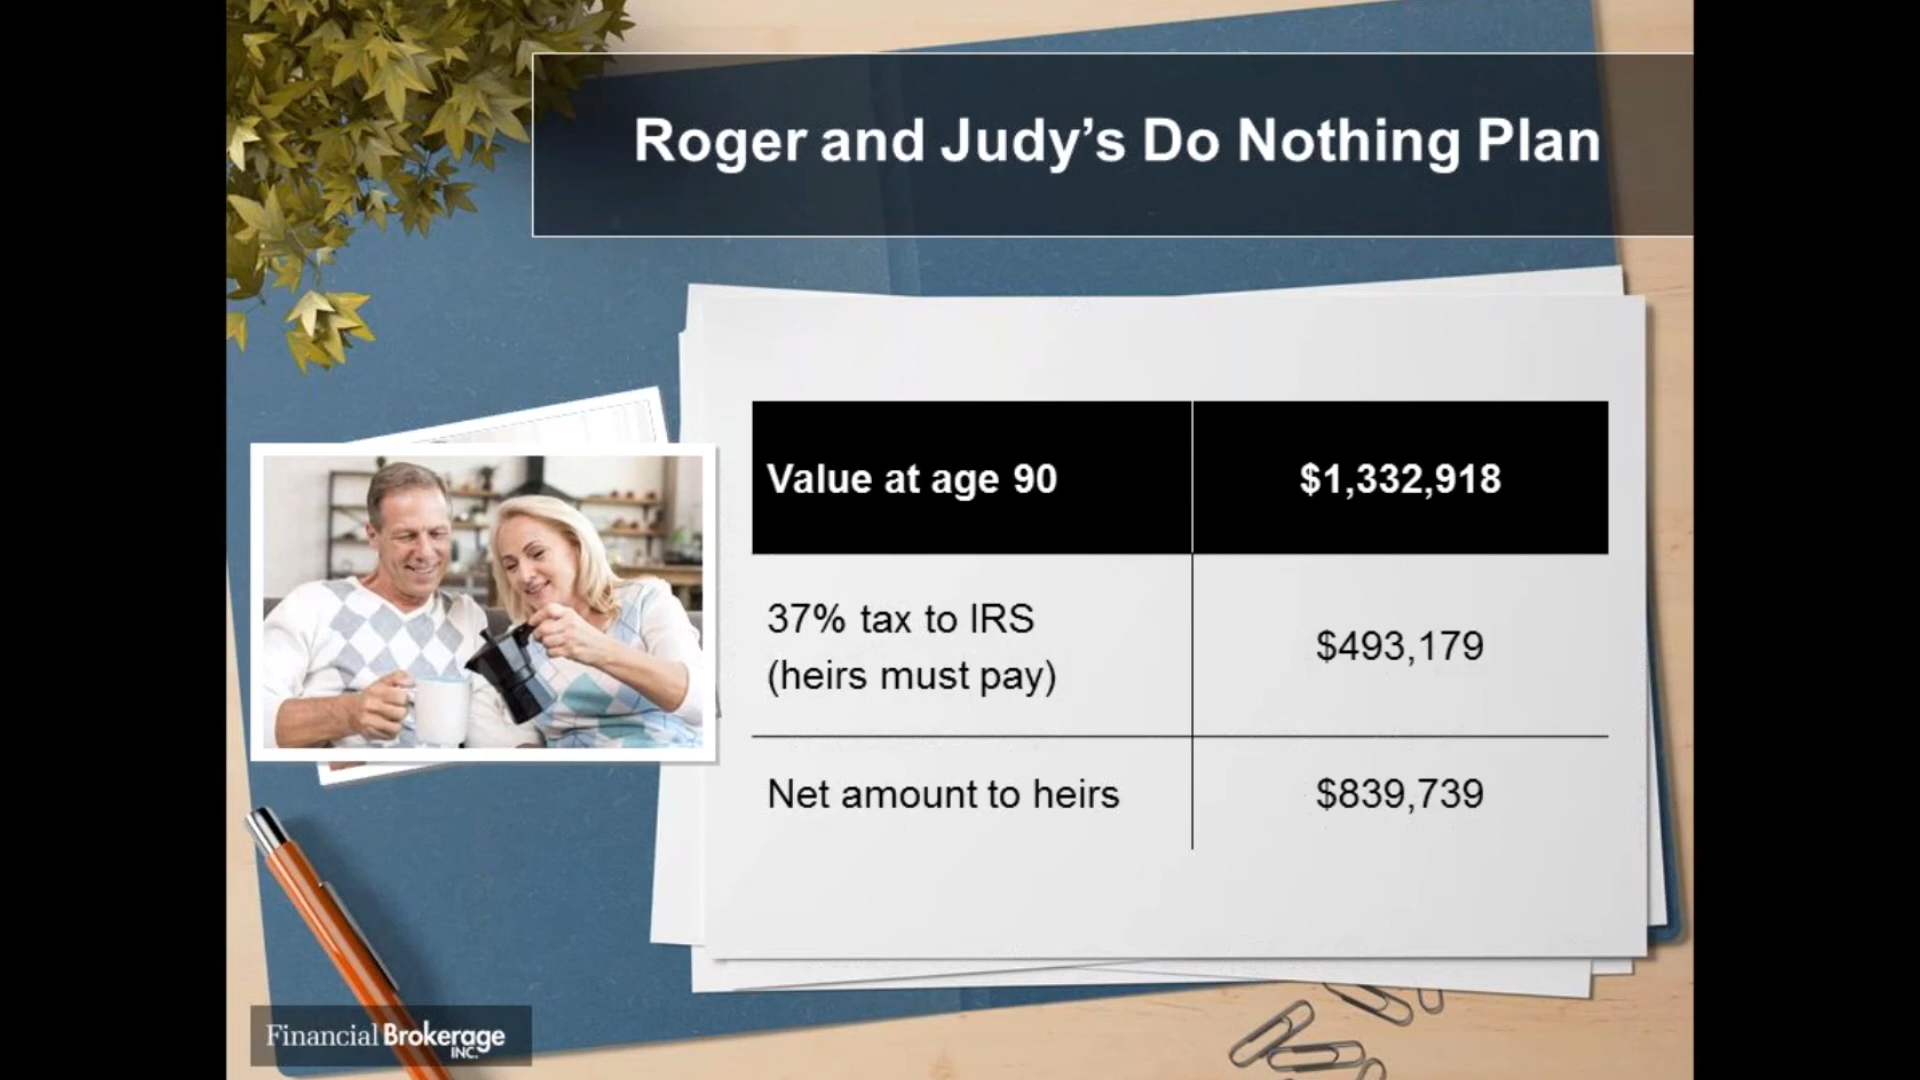 Roger and Judy’s Do Nothing Plan
Value at age 90
$1,332,918
37% tax to IRS
(heirs must pay)
$493,179
Net amount to heirs
$839,739
Financial Brokerage
INC.